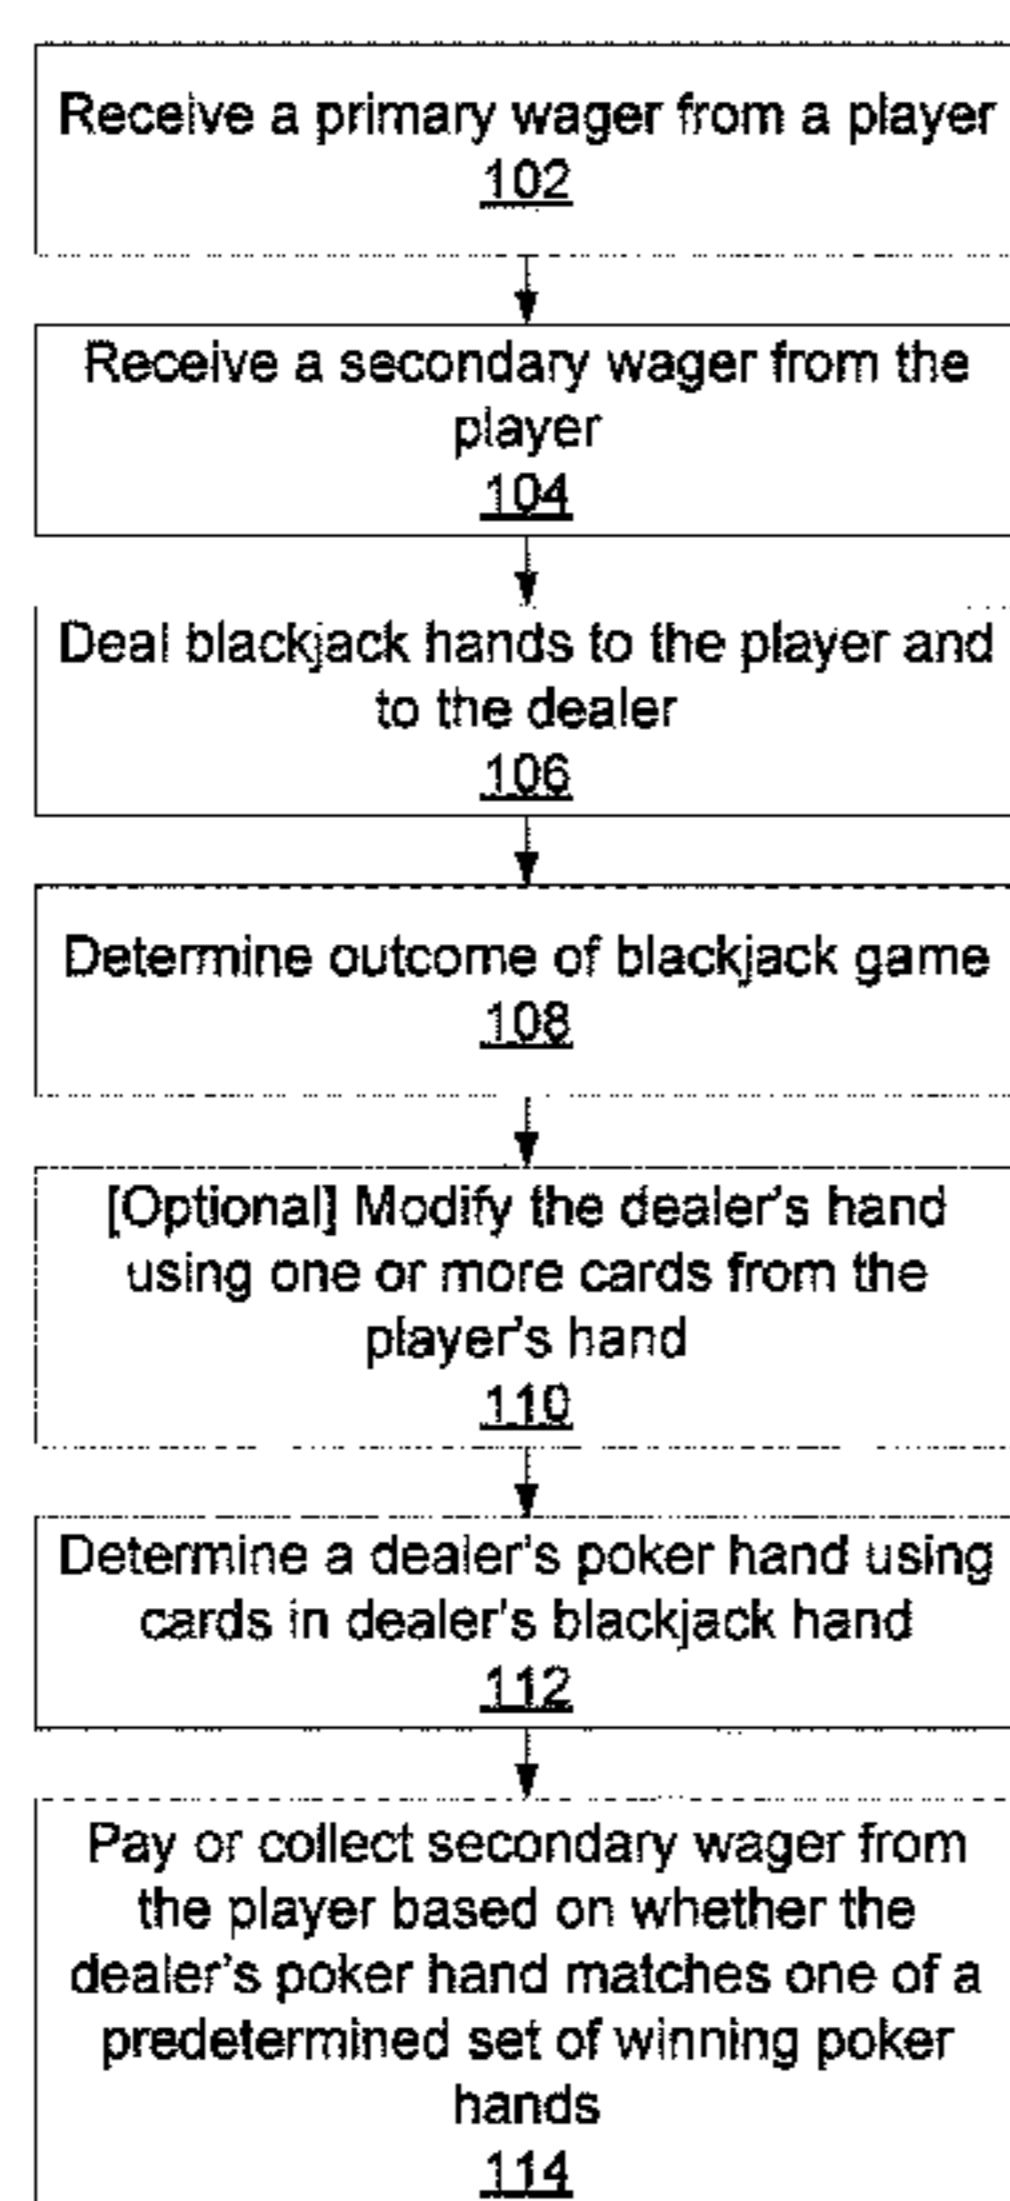 Receive a primary wager from a player
102
Receive a secondary wager from the
player
104
Deal blackjack hands to the player and
to the dealer
106
Determine outcome of blackjack game
108
[Optional] Modify the dealer's hand
using one or more cards from the
player's hand
110
Determine a dealer's poker hand using
cards in dealer's blackjack hand
112
Pay or collect secondary wager from
the player based on whether the
dealer's poker hand matches one of a
predetermined set of winning poker
hands
114